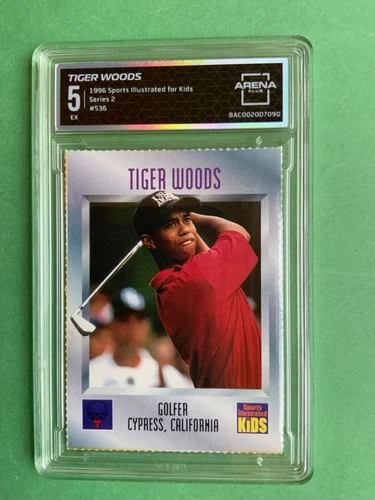 TIGER WOODS
5
EX
1996 Sports Illustrated for Kids
Series 2
#536
ARENA
CLUB
TIGER WOODS
GOLFER
CYPRESS, CALIFORNIA
Sports
Illustrated
KiDS